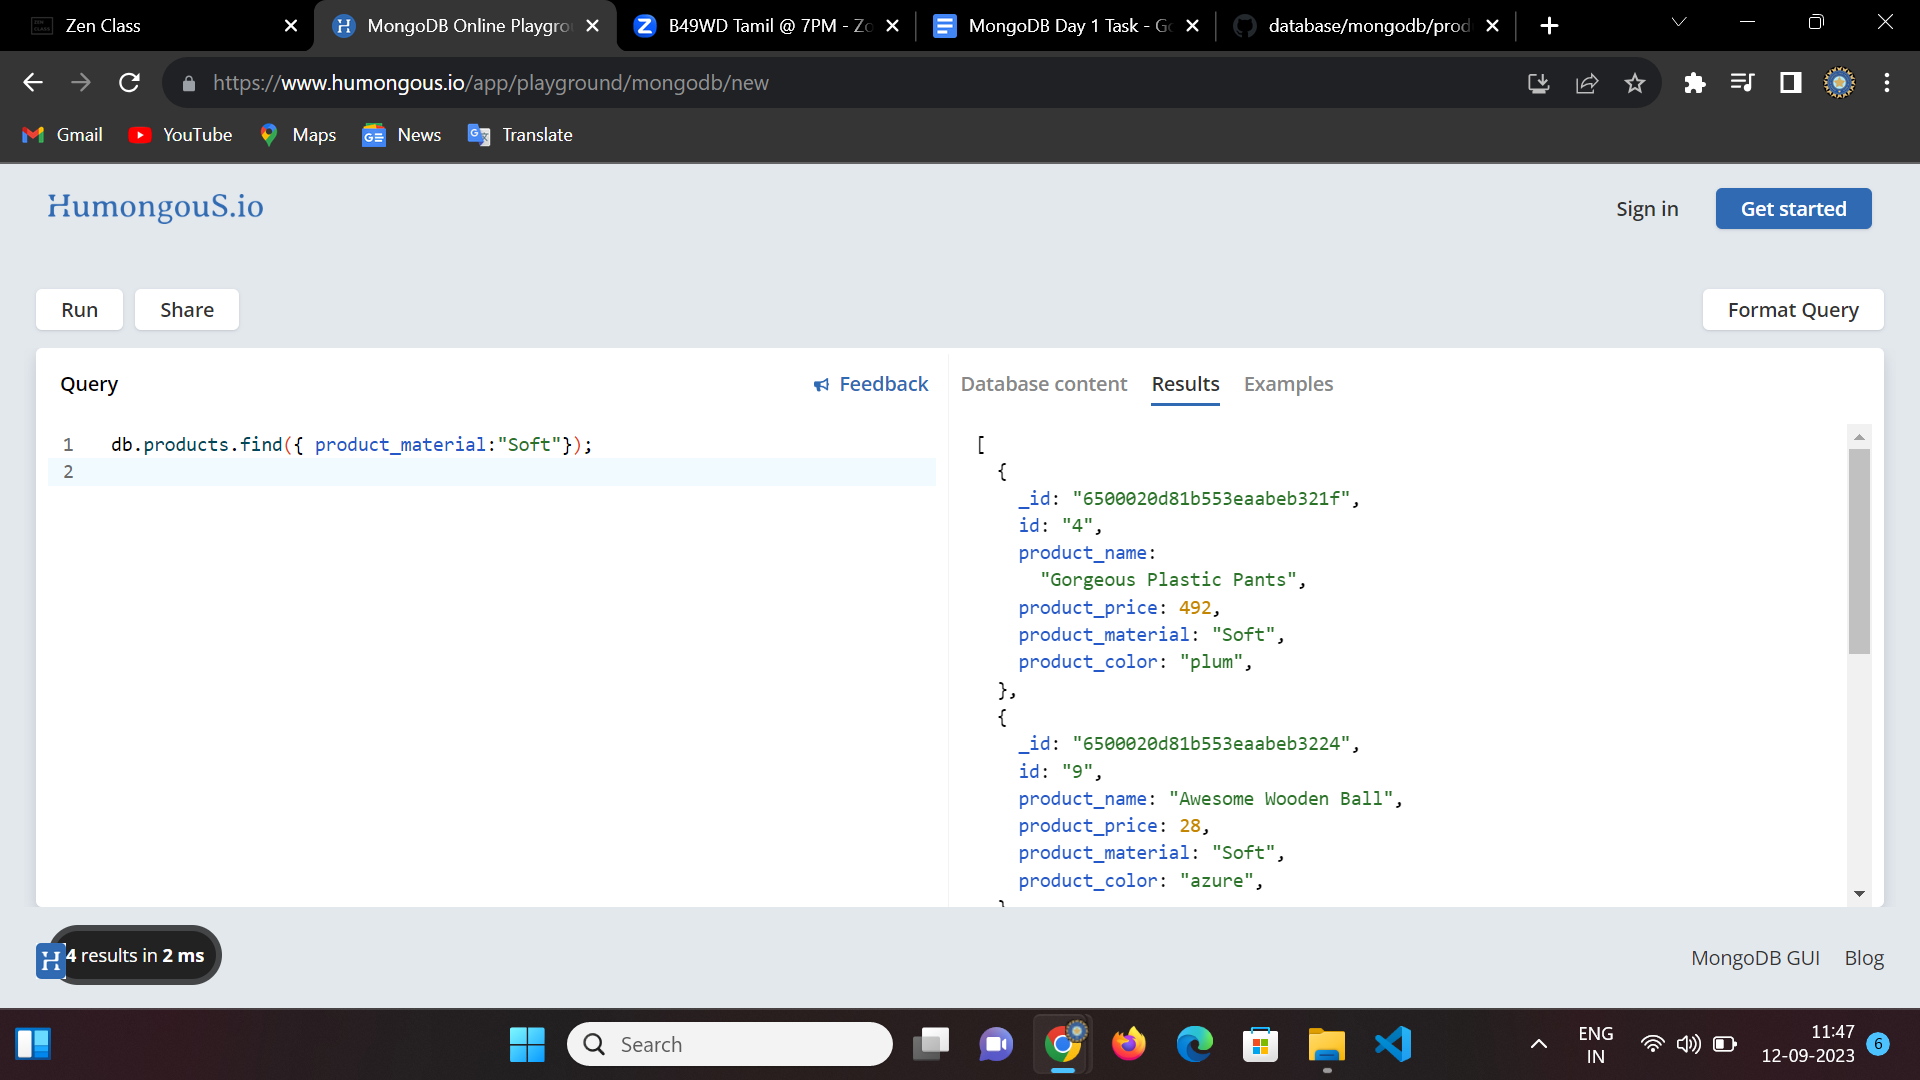 Zen Class
MongoDB Online Playgro
B49WD Tamil @ 7PM - Zo
MongoDB Day 1 Task - Go
database/mongodb/prod
https://www.humongous.io/app/playground/mongodb/new
Gmail
YouTube
Maps
News
Translate
HumongouS.io
Sign in
Get started
Run
Share
Format Query
Query
Feedback
Database content
Results
Examples
1 db.products.find({ product_material:"Soft"});
2
[
{
_id: "6500020d81b553eaabeb321f",
id: "4",
product_name:
"Gorgeous Plastic Pants",
product_price: 492,
product_material: "Soft",
product_color: "plum",
},
{
_id: "6500020d81b553eaabeb3224",
id: "9",
product_name: "Awesome Wooden Ball",
product_price: 28,
product_material: "Soft",
product_color: "azure",
H
4 results in 2 ms
MongoDB GUI
Blog
Search
ENG
IN
11:47
12-09-2023
6